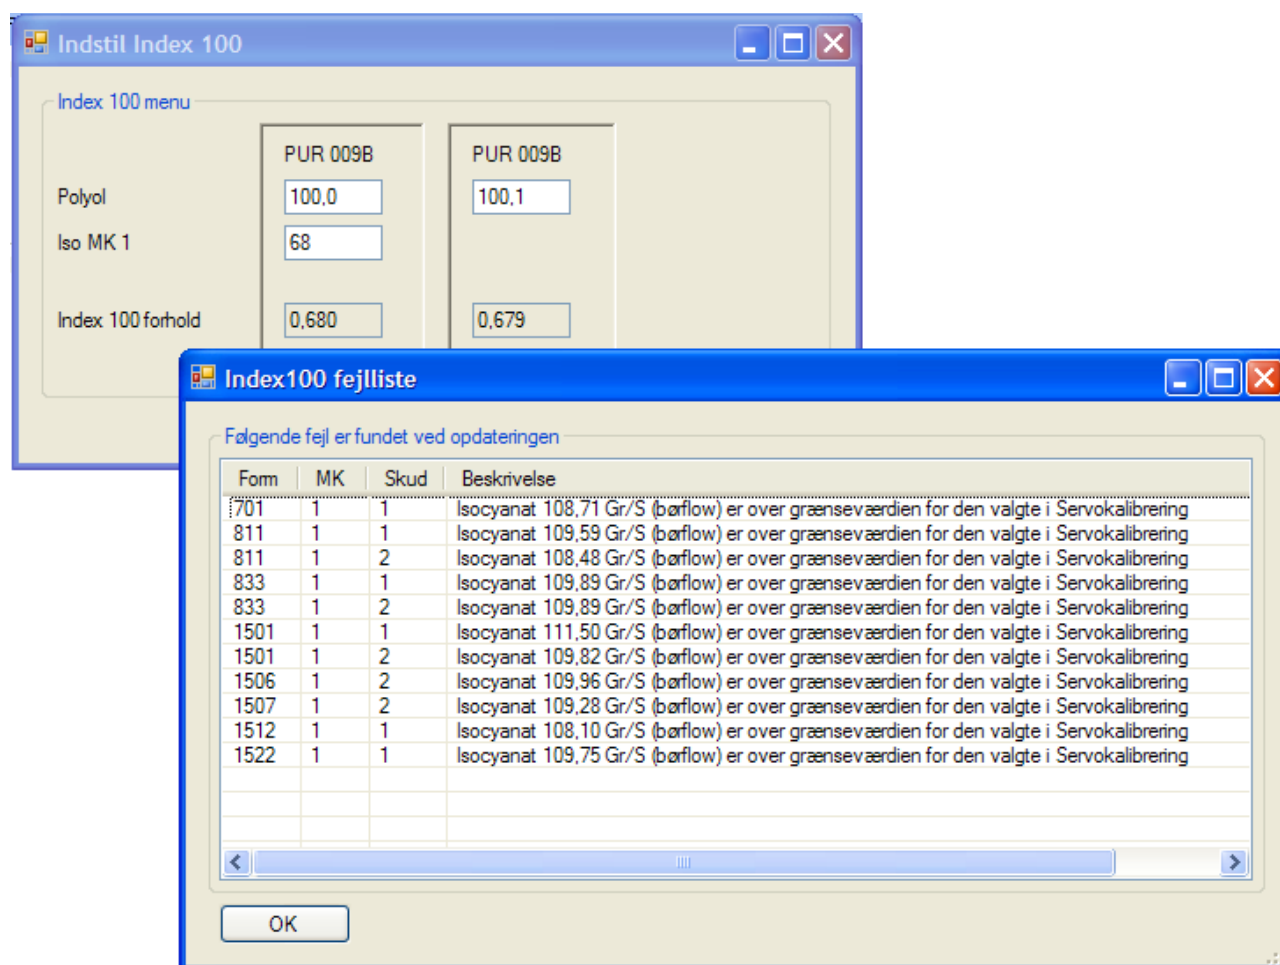 Indstil Index 100
Index 100 menu
PUR 009B PUR 009B
Polyol 100,0 100,1
Iso MK 1 68
Index 100 forhold 0,680 0,679
Index100 fejlliste
Følgende fejl er fundet ved opdateringen
Form MK Skud Beskrivelse
701 1 1 Isocyanat 108,71 Gr/S (børflow) er over grænseværdien for den valgte i Servokalibrering
811 1 1 Isocyanat 109,59 Gr/S (børflow) er over grænseværdien for den valgte i Servokalibrering
811 1 2 Isocyanat 108,48 Gr/S (børflow) er over grænseværdien for den valgte i Servokalibrering
833 1 1 Isocyanat 109,89 Gr/S (børflow) er over grænseværdien for den valgte i Servokalibrering
833 1 2 Isocyanat 109,89 Gr/S (børflow) er over grænseværdien for den valgte i Servokalibrering
1501 1 1 Isocyanat 111,50 Gr/S (børflow) er over grænseværdien for den valgte i Servokalibrering
1501 1 2 Isocyanat 109,82 Gr/S (børflow) er over grænseværdien for den valgte i Servokalibrering
1506 1 2 Isocyanat 109,96 Gr/S (børflow) er over grænseværdien for den valgte i Servokalibrering
1507 1 2 Isocyanat 109,28 Gr/S (børflow) er over grænseværdien for den valgte i Servokalibrering
1512 1 1 Isocyanat 108,10 Gr/S (børflow) er over grænseværdien for den valgte i Servokalibrering
1522 1 1 Isocyanat 109,75 Gr/S (børflow) er over grænseværdien for den valgte i Servokalibrering
OK